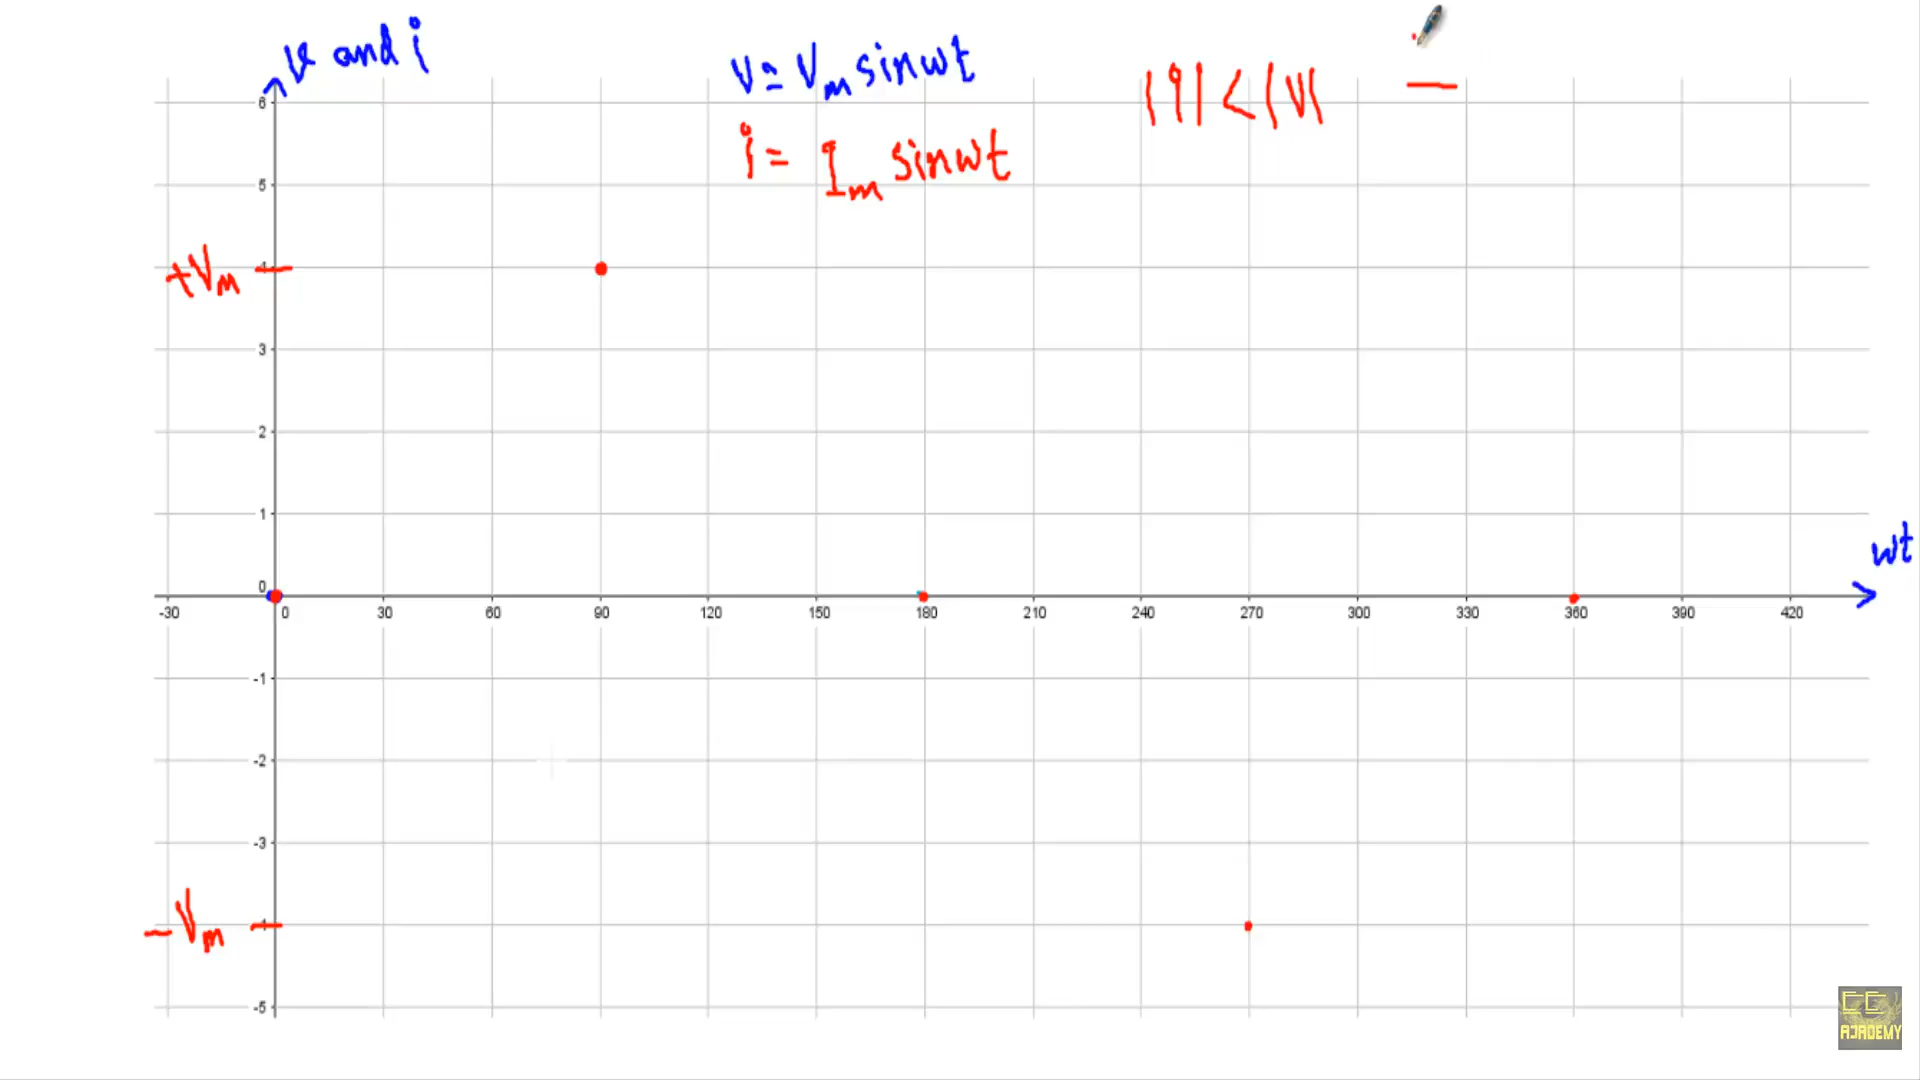 v and i
v = Vm sinwt
|i| < |v|
i = Im sinwt
6
5
+Vm
4
3
2
1
wt
0
-30 0 30 60 90 120 150 180 210 240 270 300 330 360 390 420
-1
-2
-3
-Vm
-4
-5
EE
ACADEMY